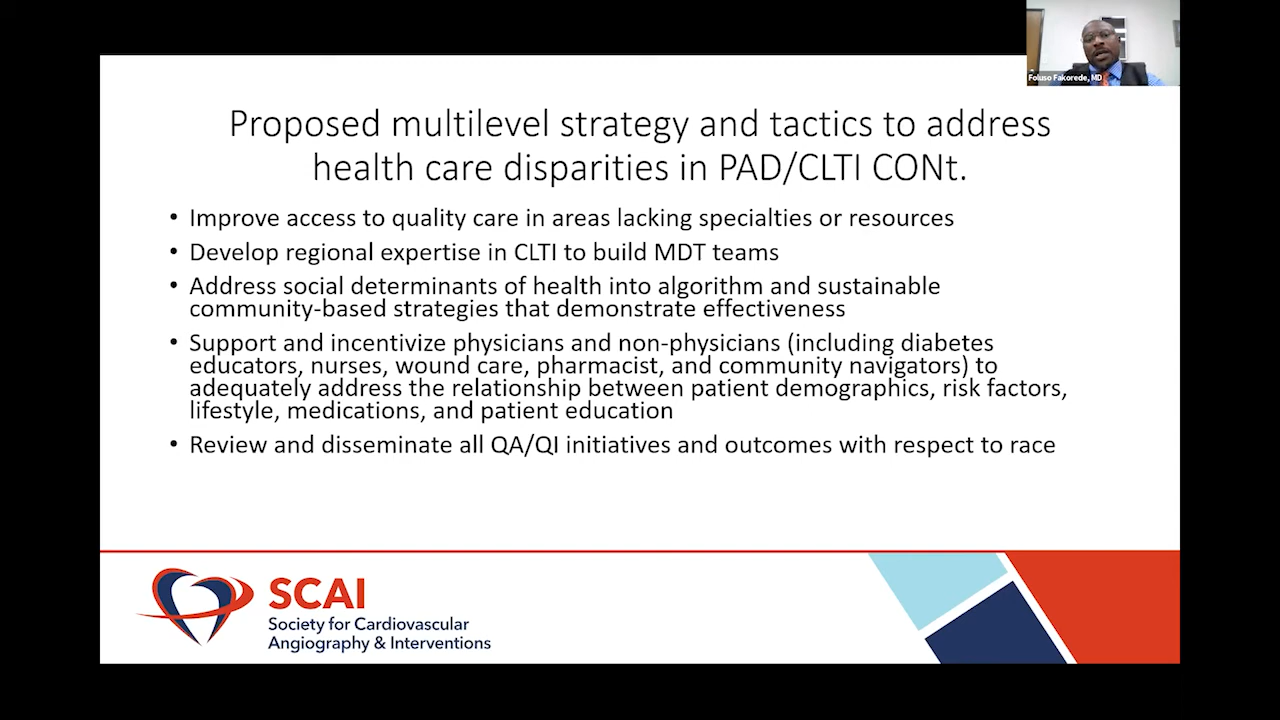 Foluso Fakorede, MD
Proposed multilevel strategy and tactics to address
health care disparities in PAD/CLTI CONt.
• Improve access to quality care in areas lacking specialties or resources
• Develop regional expertise in CLTI to build MDT teams
• Address social determinants of health into algorithm and sustainable
community-based strategies that demonstrate effectiveness
• Support and incentivize physicians and non-physicians (including diabetes
educators, nurses, wound care, pharmacist, and community navigators) to
adequately address the relationship between patient demographics, risk factors,
lifestyle, medications, and patient education
• Review and disseminate all QA/QI initiatives and outcomes with respect to race
SCAI
Society for Cardiovascular
Angiography & Interventions